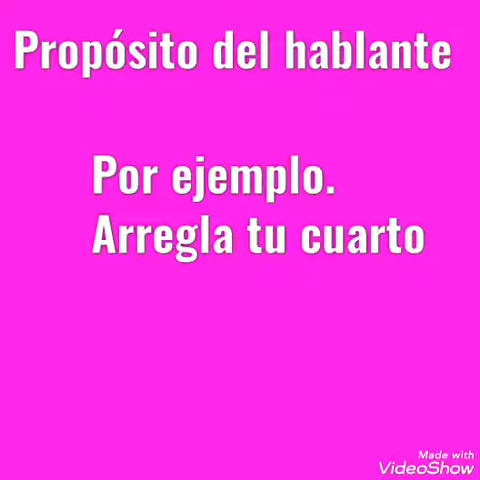 Propósito del hablante
Por ejemplo.
Arregla tu cuarto
Made with
VideoShow